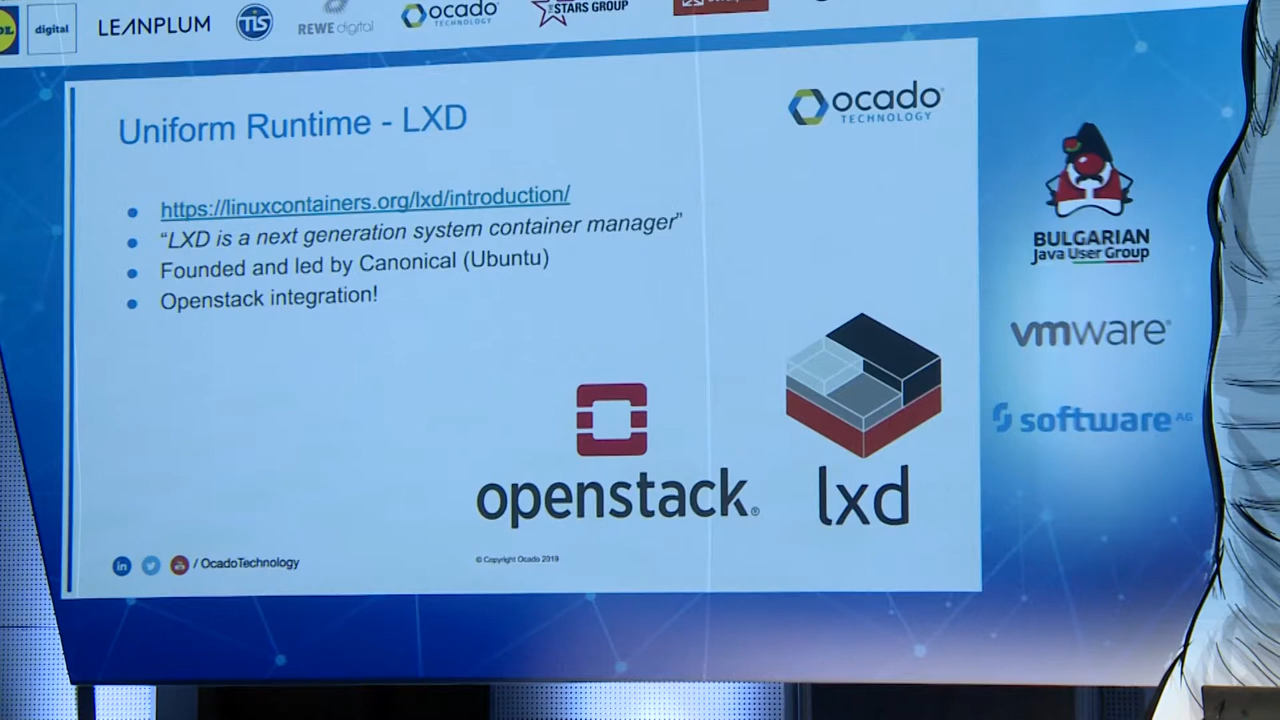 digital
LEANPLUM
TIS
REWE digital
ocado
TECHNOLOGY
STARS GROUP
Uniform Runtime - LXD
ocado
TECHNOLOGY
https://linuxcontainers.org/lxd/introduction/
“LXD is a next generation system container manager”
Founded and led by Canonical (Ubuntu)
Openstack integration!
openstack®
lxd
/ OcadoTechnology
© Copyright Ocado 2019
BULGARIAN
Java User Group
vmware®
software AG